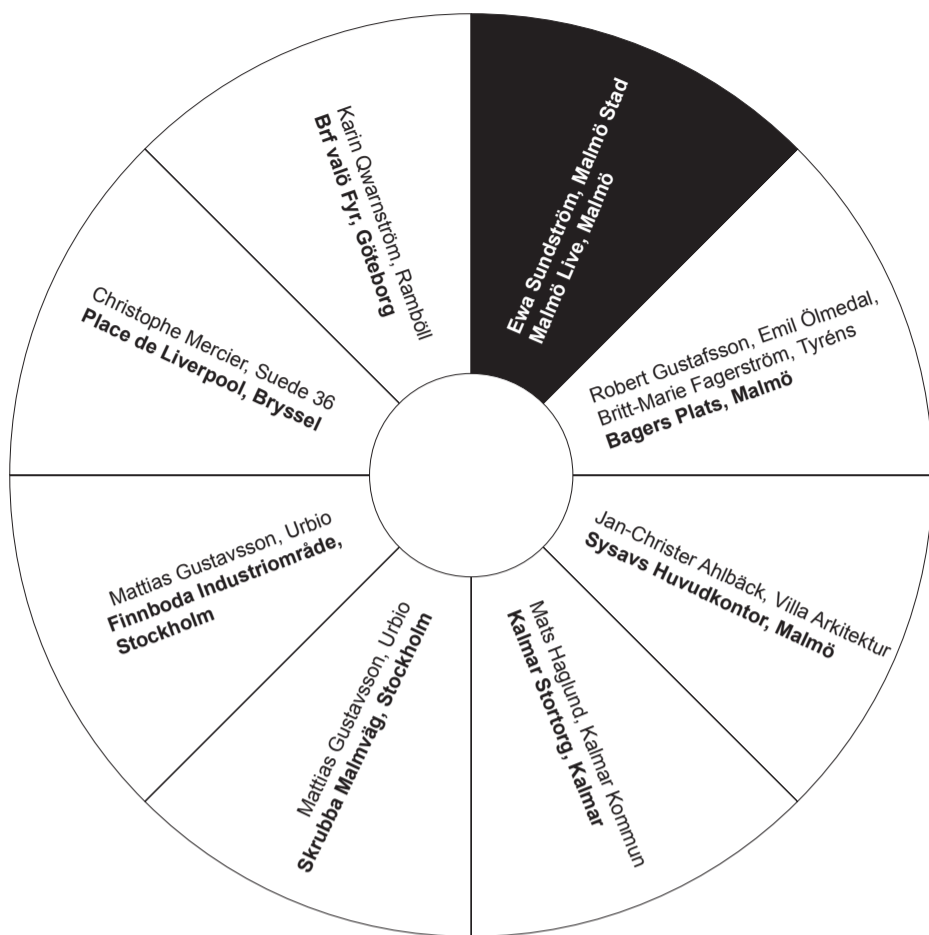 Ewa Sundström, Malmö Stad
Malmö Live, Malmö
Robert Gustafsson, Emil Ölmedal,
Britt-Marie Fagerström, Tyréns
Bagers Plats, Malmö
Jan-Christer Ahlbäck, Villa Arkitektur
Sysavs Huvudkontor, Malmö
Mats Haglund, Kalmar Kommun
Kalmar Stortorg, Kalmar
Mattias Gustavsson, Urbio
Skrubba Malmväg, Stockholm
Mattias Gustavsson, Urbio
Finnboda Industriområde,
Stockholm
Christophe Mercier, Suede 36
Place de Liverpool, Bryssel
Karin Qwarnström, Ramböll
Brf valö Fyr, Göteborg